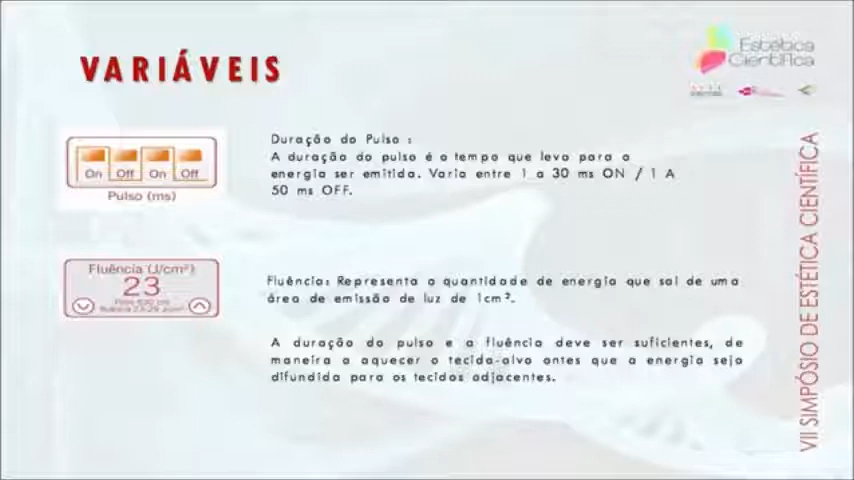 VARIÁVEIS
Estética
Científica
Duração do Pulso :
A duração do pulso é o tempo que leva para a
energia ser emitida. Varia entre 1 a 30 ms ON / 1 A
50 ms OFF.
On Off On Off
Pulso (ms)
Fluência (J/cm²)
23
Fluência: Representa a quantidade de energia que sai de uma
área de emissão de luz de 1cm².
A duração do pulso e a fluência deve ser suficientes, de
maneira a aquecer o tecido-alvo antes que a energia seja
difundida para os tecidos adjacentes.
VII SIMPÓSIO DE ESTÉTICA CIENTÍFICA